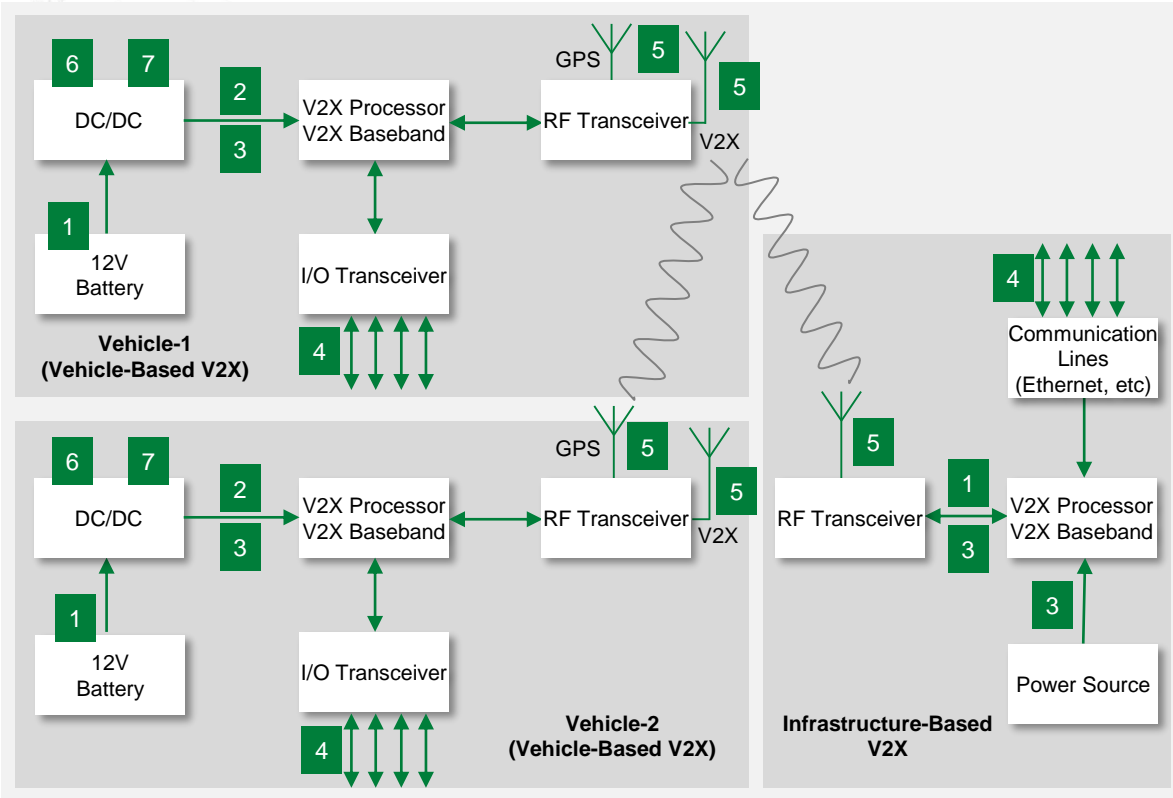 6
7
DC/DC
2
3
V2X Processor
V2X Baseband
GPS
5
5
RF Transceiver
V2X
1
12V
Battery
I/O Transceiver
4
Vehicle-1
(Vehicle-Based V2X)
6
7
DC/DC
2
3
V2X Processor
V2X Baseband
GPS
5
5
RF Transceiver
V2X
1
12V
Battery
I/O Transceiver
4
Vehicle-2
(Vehicle-Based V2X)
4
Communication
Lines
(Ethernet, etc)
5
RF Transceiver
1
3
V2X Processor
V2X Baseband
3
Power Source
Infrastructure-Based
V2X